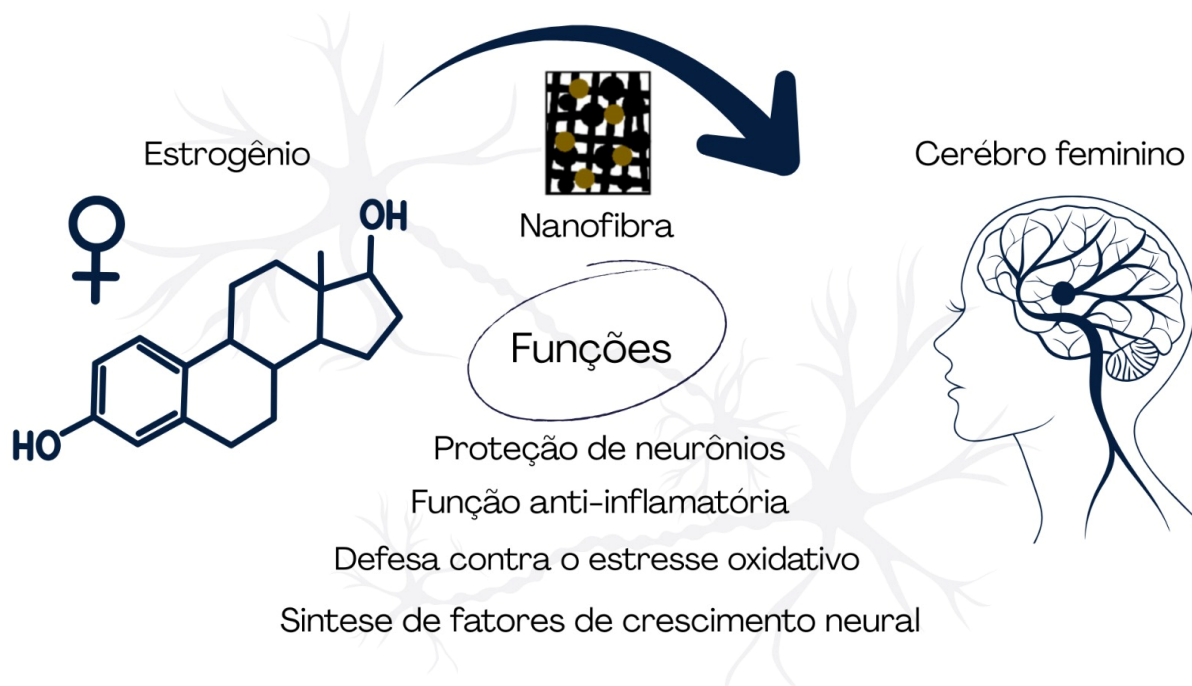 Estrogênio
Nanofibra
Cerébro feminino
OH
HO
Funções
Proteção de neurônios
Função anti-inflamatória
Defesa contra o estresse oxidativo
Sintese de fatores de crescimento neural